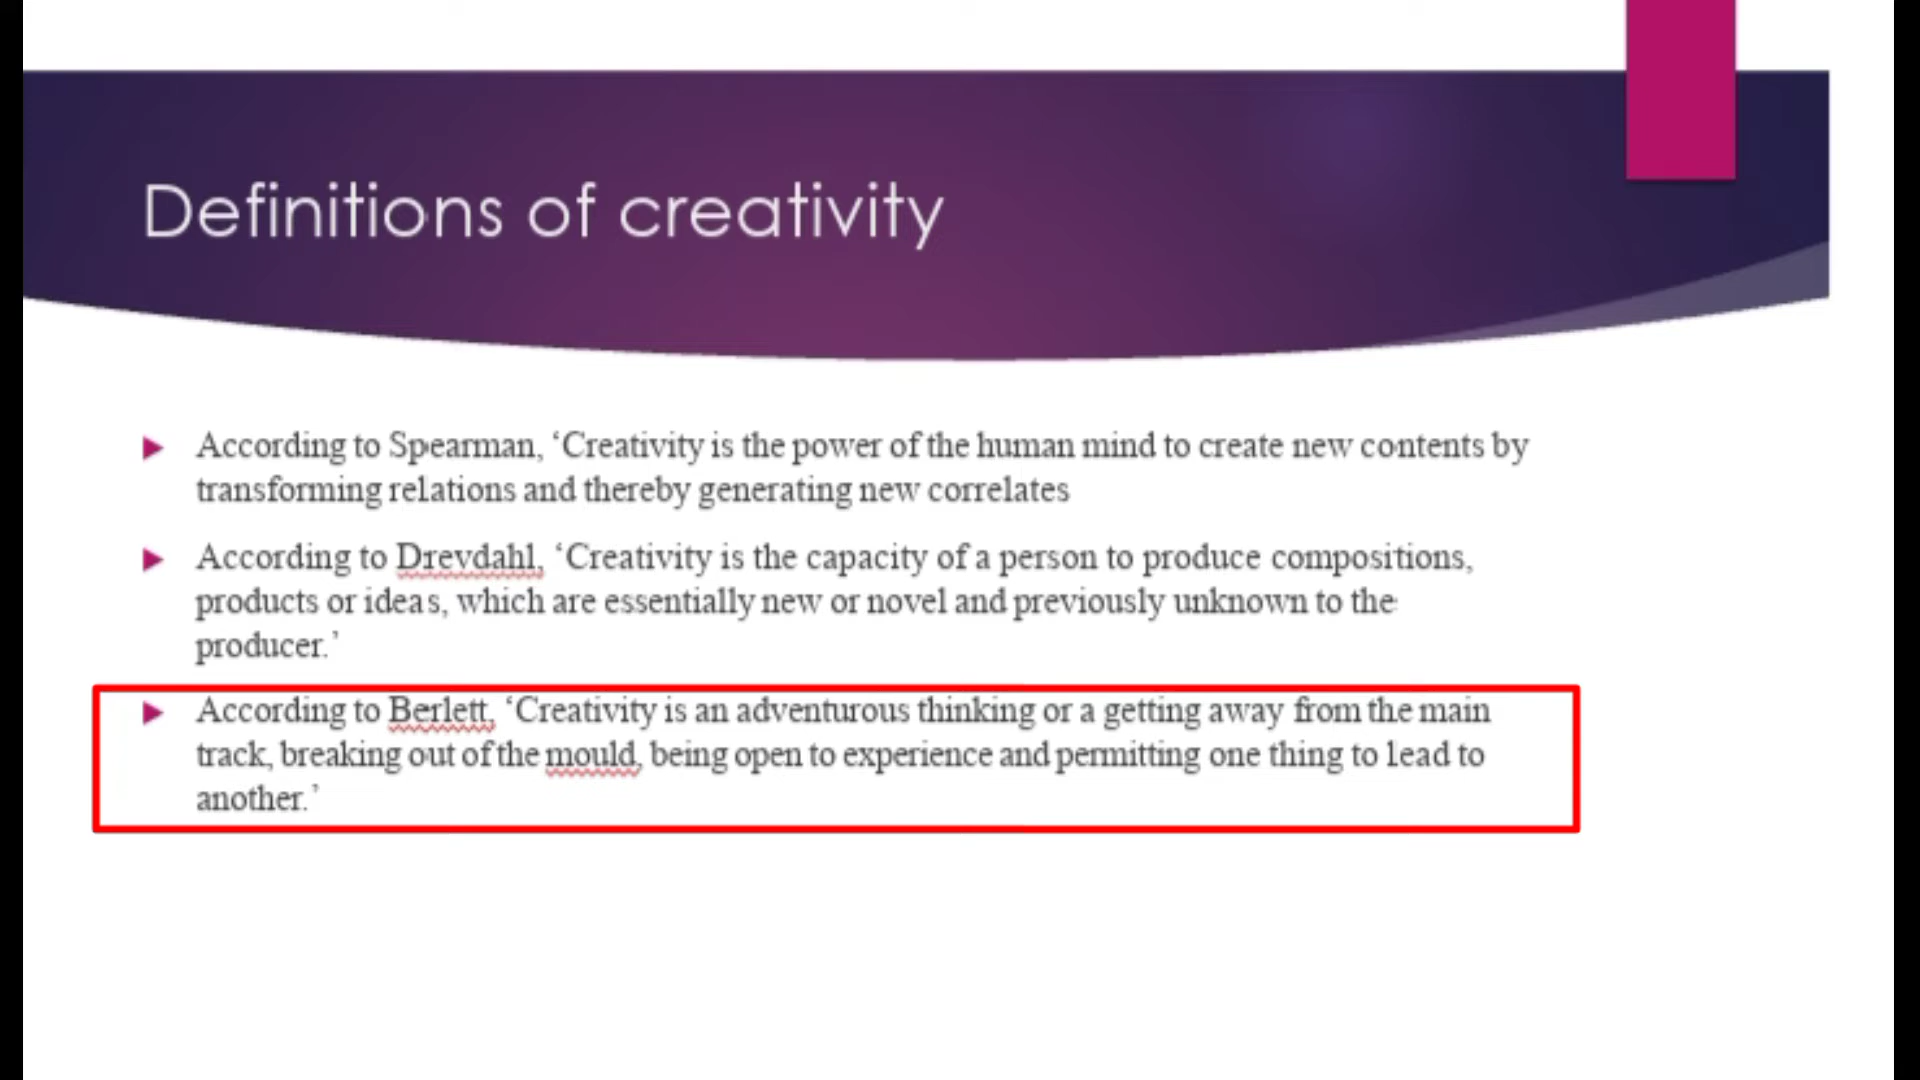 Definitions of creativity
According to Spearman, ‘Creativity is the power of the human mind to create new contents by
transforming relations and thereby generating new correlates
According to Drevdahl, ‘Creativity is the capacity of a person to produce compositions,
products or ideas, which are essentially new or novel and previously unknown to the
producer.’
According to Berlett, ‘Creativity is an adventurous thinking or a getting away from the main
track, breaking out of the mould, being open to experience and permitting one thing to lead to
another.’